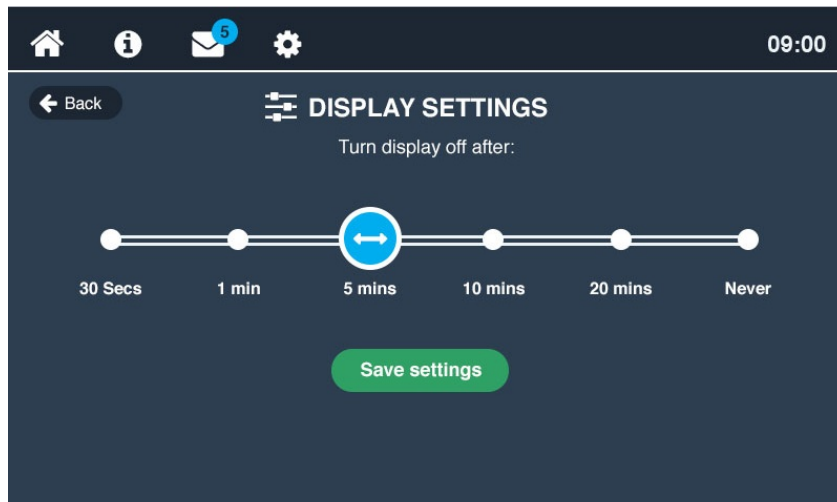 5
09:00
Back
DISPLAY SETTINGS
Turn display off after:
30 Secs 1 min 5 mins 10 mins 20 mins Never
Save settings